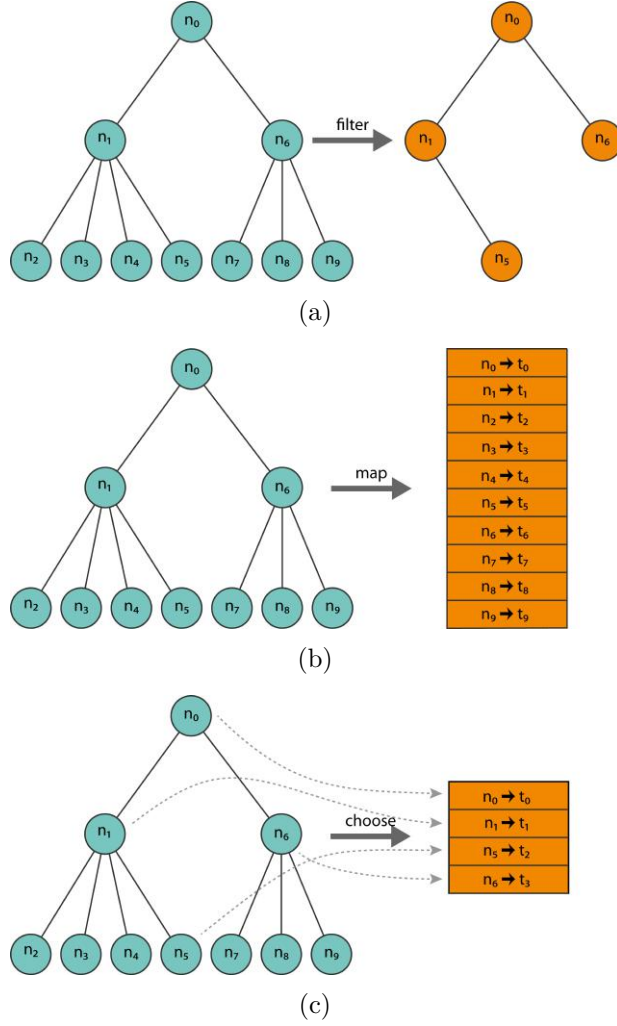 n₀ n₀
filter
n₁ n₆ n₁ n₆
n₂ n₃ n₄ n₅ n₇ n₈ n₉ n₅
(a)
n₀
n₁ n₆
map
n₂ n₃ n₄ n₅ n₇ n₈ n₉
n₀ → t₀
n₁ → t₁
n₂ → t₂
n₃ → t₃
n₄ → t₄
n₅ → t₅
n₆ → t₆
n₇ → t₇
n₈ → t₈
n₉ → t₉
(b)
n₀
n₁ n₆
choose
n₂ n₃ n₄ n₅ n₇ n₈ n₉
n₀ → t₀
n₁ → t₁
n₅ → t₂
n₆ → t₃
(c)